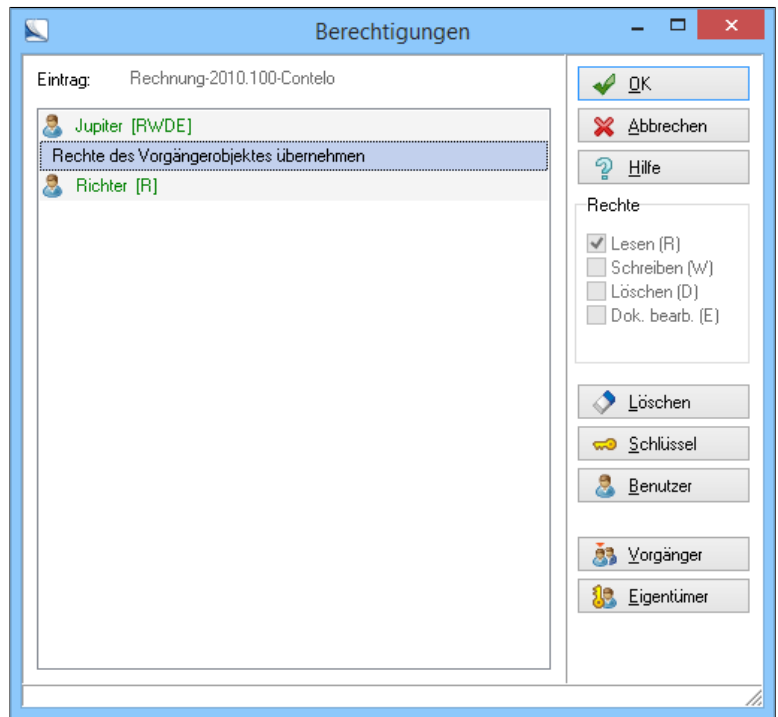 Berechtigungen
Eintrag: Rechnung-2010.100-Contelo
Jupiter [RWDE]
Rechte des Vorgängerobjektes übernehmen
Richter [R]
OK
Abbrechen
Hilfe
Rechte
Lesen (R)
Schreiben (W)
Löschen (D)
Dok. bearb. (E)
Löschen
Schlüssel
Benutzer
Vorgänger
Eigentümer